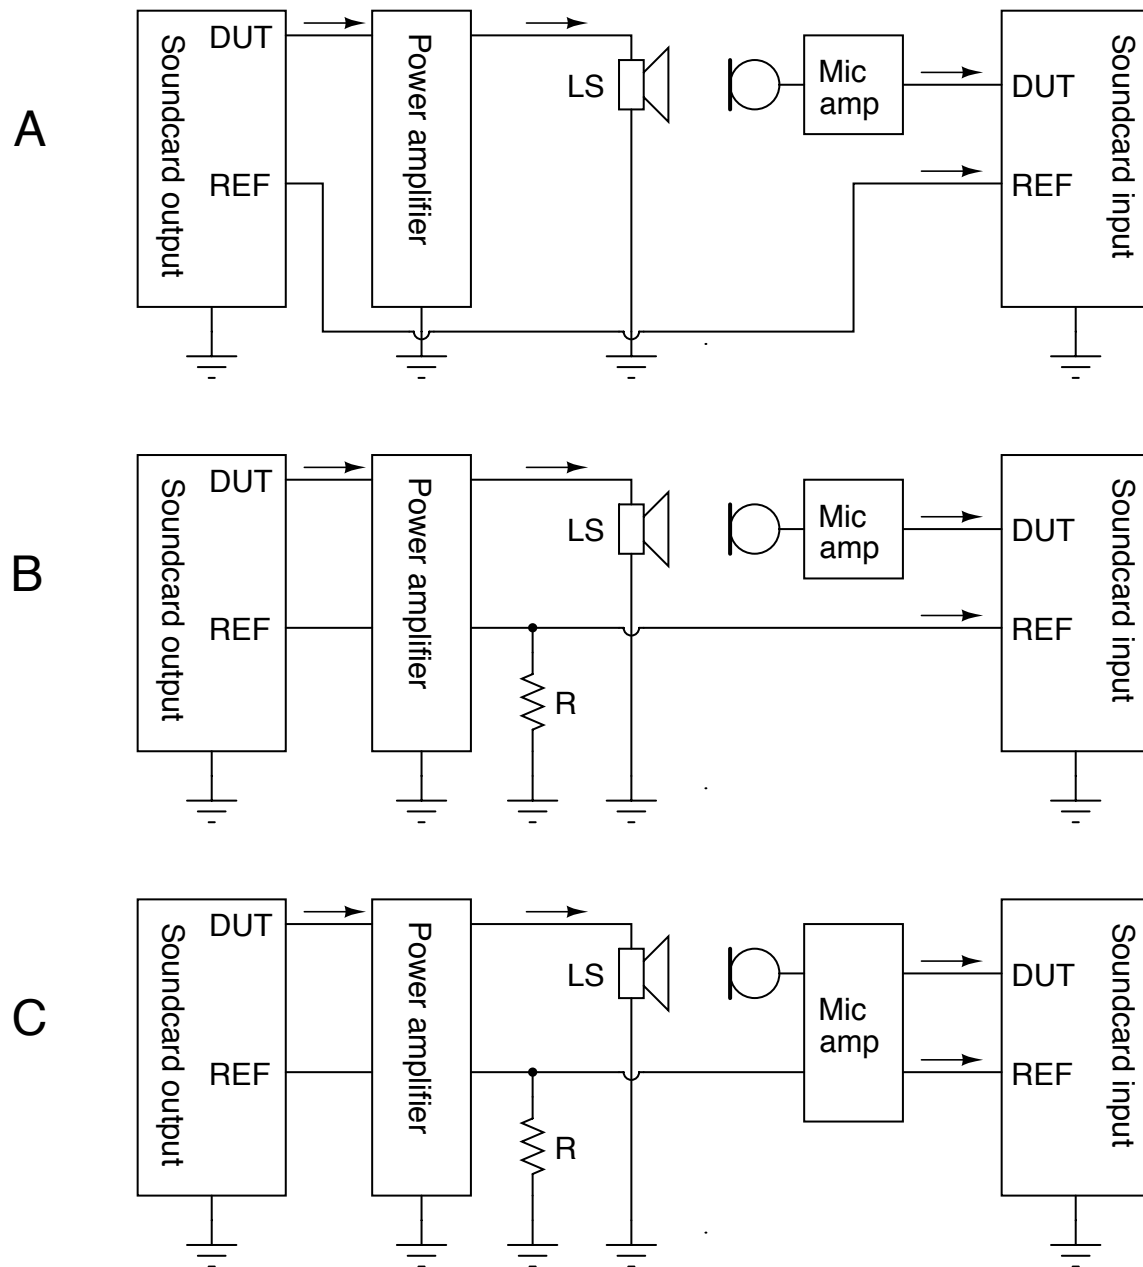 A
Soundcard output
DUT
REF
Power amplifier
LS
Mic
amp
DUT
REF
Soundcard input
B
Soundcard output
DUT
REF
Power amplifier
R
LS
Mic
amp
DUT
REF
Soundcard input
C
Soundcard output
DUT
REF
Power amplifier
R
LS
Mic
amp
DUT
REF
Soundcard input